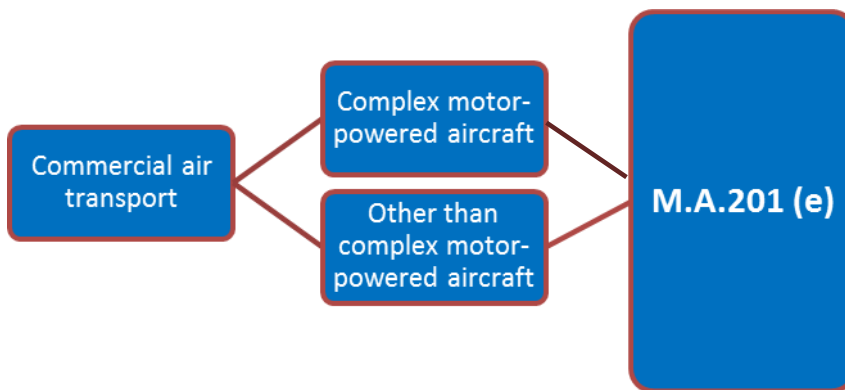 Commercial air
transport
Complex motor-
powered aircraft
Other than
complex motor-
powered aircraft
M.A.201 (e)